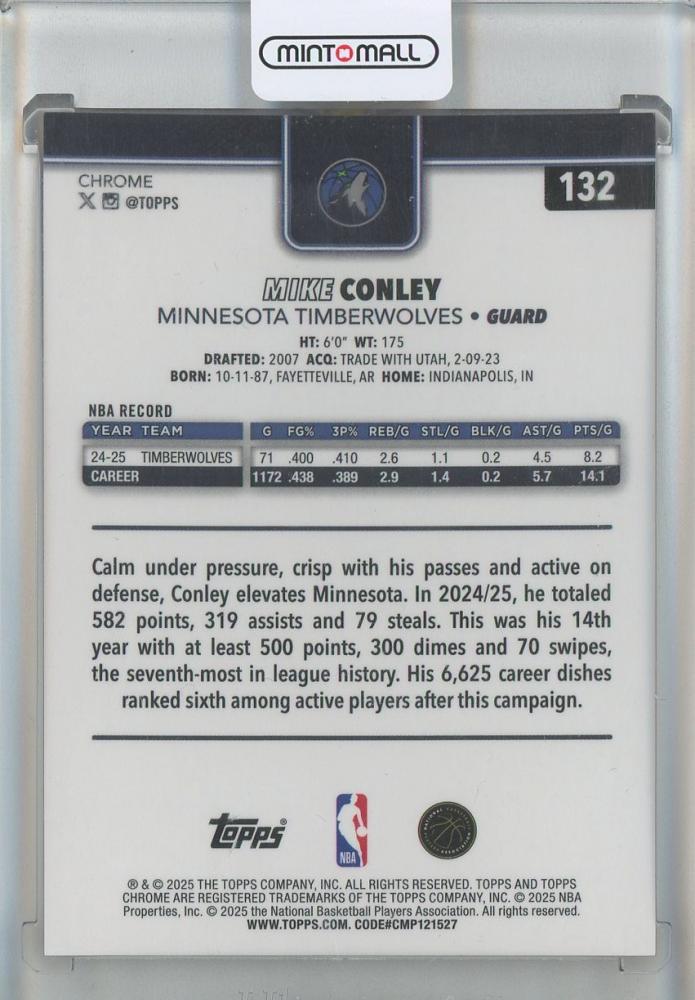 MINTMALL
CHROME
132
@TOPPS
MIKE CONLEY
MINNESOTA TIMBERWOLVES • GUARD
HT: 6'0" WT: 175
DRAFTED: 2007 ACQ: TRADE WITH UTAH, 2-09-23
BORN: 10-11-87, FAYETTEVILLE, AR HOME: INDIANAPOLIS, IN
NBA RECORD
YEAR TEAM G FG% 3P% REB/G STL/G BLK/G AST/G PTS/G
24-25 TIMBERWOLVES 71 .400 .410 2.6 1.1 0.2 4.5 8.2
CAREER 1172 .438 .389 2.9 1.4 0.2 5.7 14.1
Calm under pressure, crisp with his passes and active on
defense, Conley elevates Minnesota. In 2024/25, he totaled
582 points, 319 assists and 79 steals. This was his 14th
year with at least 500 points, 300 dimes and 70 swipes,
the seventh-most in league history. His 6,625 career dishes
ranked sixth among active players after this campaign.
Topps®
NBA
® & © 2025 THE TOPPS COMPANY, INC. ALL RIGHTS RESERVED. TOPPS AND TOPPS
CHROME ARE REGISTERED TRADEMARKS OF THE TOPPS COMPANY, INC. © 2025 NBA
Properties, Inc. © 2025 the National Basketball Players Association. All rights reserved.
WWW.TOPPS.COM. CODE#CMP121527